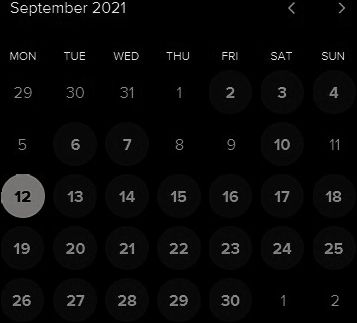 September 2021
MON TUE WED THU FRI SAT SUN
29 30 31 1 2 3 4
5 6 7 8 9 10 11
12 13 14 15 16 17 18
19 20 21 22 23 24 25
26 27 28 29 30 1 2